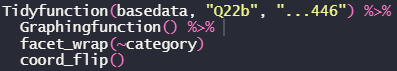 Tidyfunction(basedata, "Q22b", "...446") %>%
  Graphingfunction() %>%
  facet_wrap(~category)
  coord_flip()